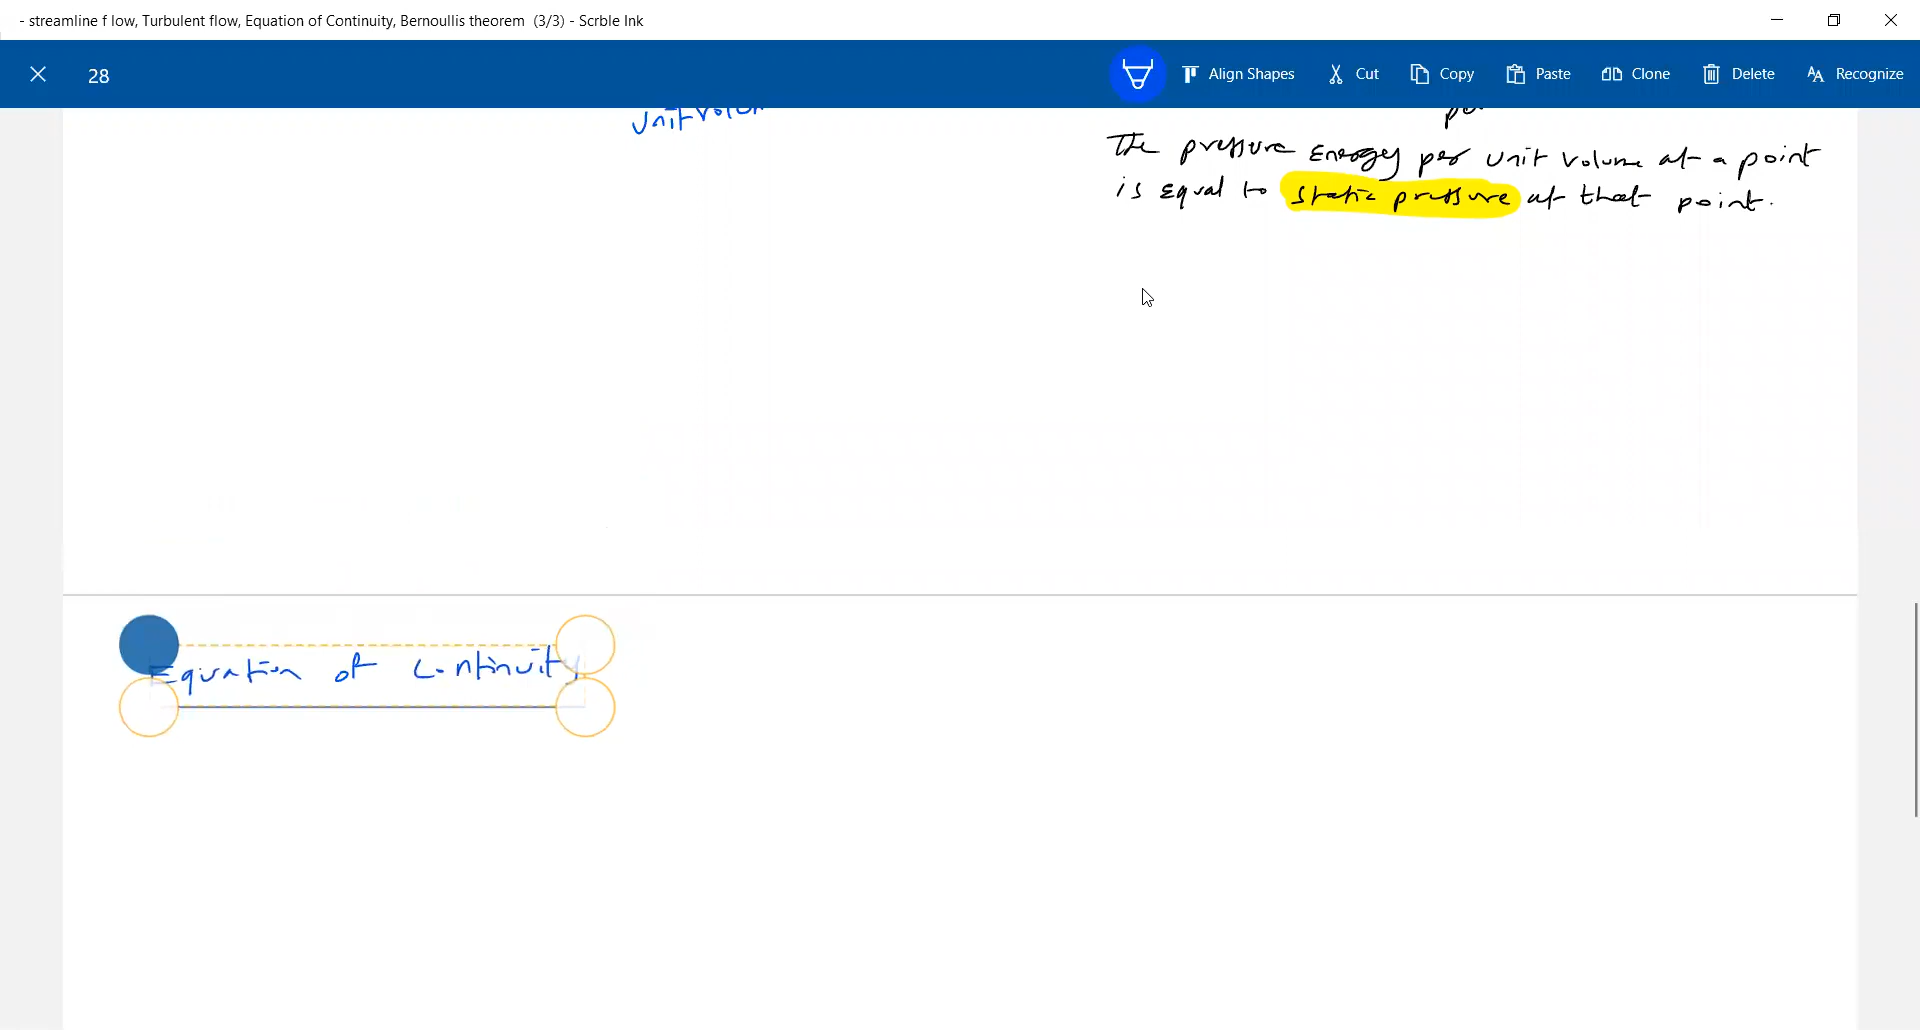 - streamline f low, Turbulent flow, Equation of Continuity, Bernoullis theorem (3/3) - Scrble Ink
28
Align Shapes Cut Copy Paste Clone Delete Recognize
unit
The pressure Energy per unit volume at a point
is Equal to static pressure at that point.
Equation of Continuity